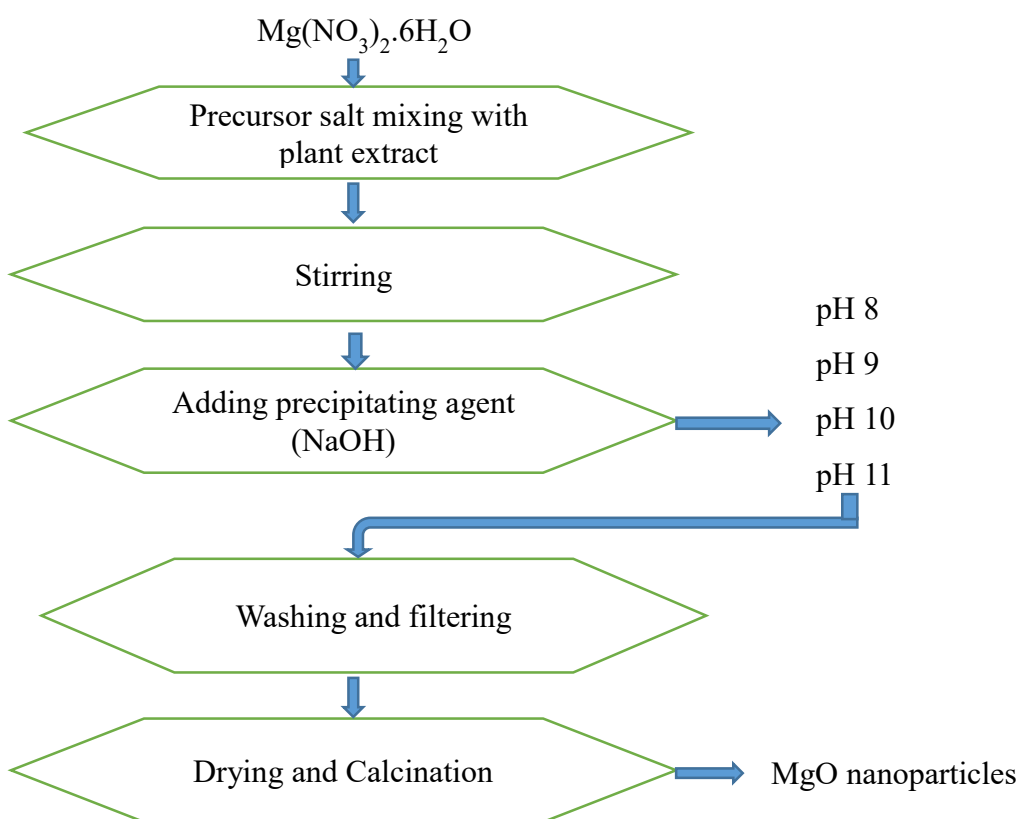 Mg(NO₃)₂.6H₂O
Precursor salt mixing with
plant extract
Stirring
Adding precipitating agent
(NaOH)
pH 8
pH 9
pH 10
pH 11
Washing and filtering
Drying and Calcination
MgO nanoparticles